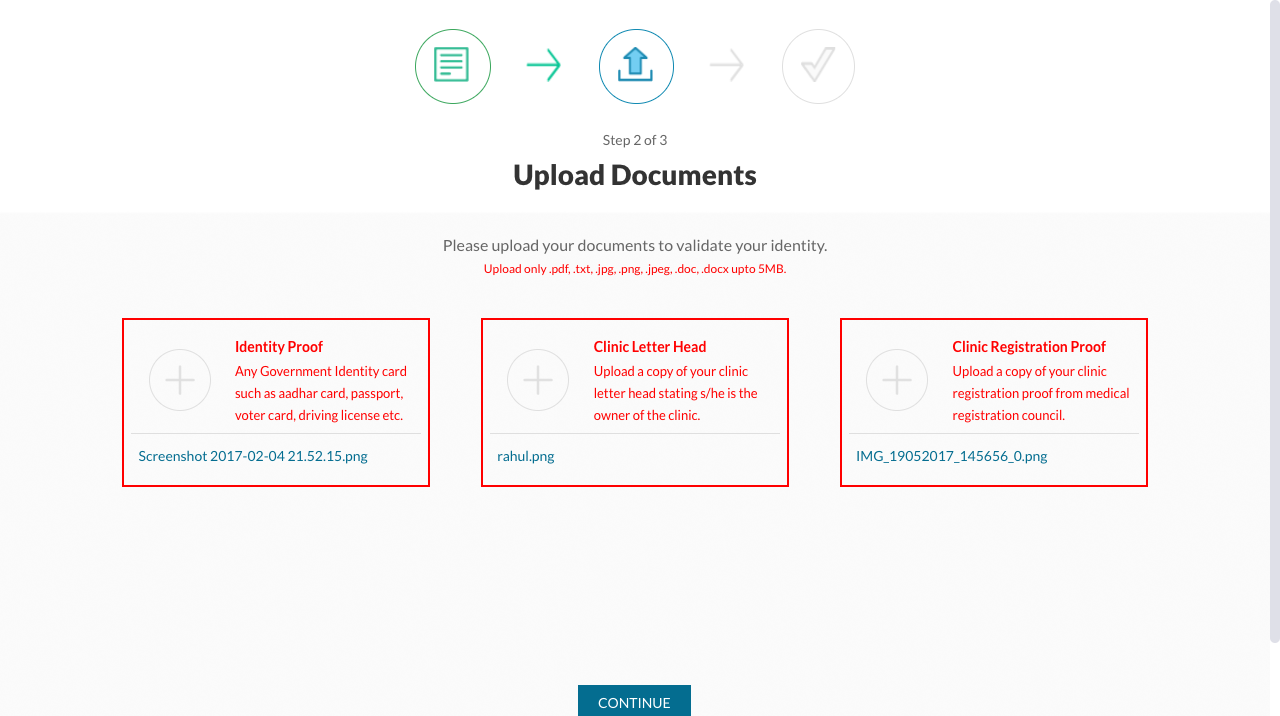 Step 2 of 3
Upload Documents
Please upload your documents to validate your identity.
Upload only .pdf, .txt, .jpg, .png, .jpeg, .doc, .docx upto 5MB.
Identity Proof
Any Government Identity card
such as aadhar card, passport,
voter card, driving license etc.
Screenshot 2017-02-04 21.52.15.png
Clinic Letter Head
Upload a copy of your clinic
letter head stating s/he is the
owner of the clinic.
rahul.png
Clinic Registration Proof
Upload a copy of your clinic
registration proof from medical
registration council.
IMG_19052017_145656_0.png
CONTINUE